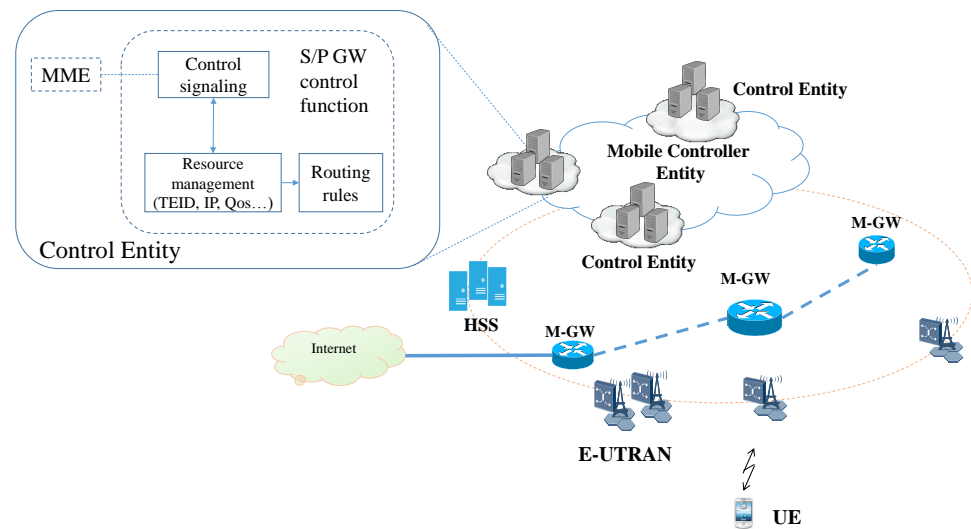 MME
Control
signaling
S/P GW
control
function
Resource
management
(TEID, IP, Qos…)
Routing
rules
Control Entity
Control Entity
Mobile Controller
Entity
Control Entity
HSS
M-GW
M-GW
M-GW
Internet
E-UTRAN
UE